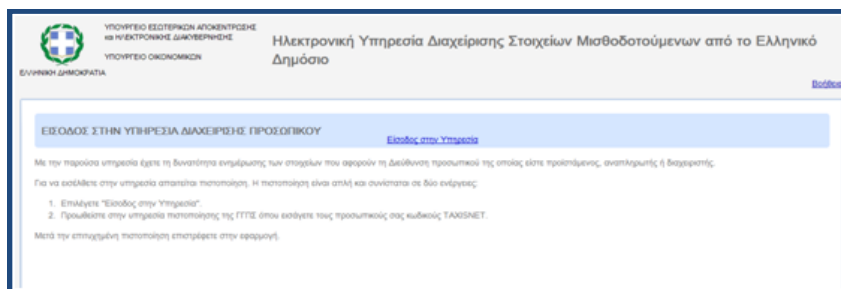 ΥΠΟΥΡΓΕΙΟ ΕΣΩΤΕΡΙΚΩΝ ΑΠΟΚΕΝΤΡΩΣΗΣ
και ΗΛΕΚΤΡΟΝΙΚΗΣ ΔΙΑΚΥΒΕΡΝΗΣΗΣ
ΥΠΟΥΡΓΕΙΟ ΟΙΚΟΝΟΜΙΚΩΝ
ΕΛΛΗΝΙΚΗ ΔΗΜΟΚΡΑΤΙΑ
Ηλεκτρονική Υπηρεσία Διαχείρισης Στοιχείων Μισθοδοτούμενων από το Ελληνικό
Δημόσιο
Βοήθεια
ΕΙΣΟΔΟΣ ΣΤΗΝ ΥΠΗΡΕΣΙΑ ΔΙΑΧΕΙΡΙΣΗΣ ΠΡΟΣΩΠΙΚΟΥ
Είσοδος στην Υπηρεσία
Με την παρούσα υπηρεσία έχετε τη δυνατότητα ενημέρωσης των στοιχείων που αφορούν τη Διεύθυνση προσωπικού της οποίας είστε προϊστάμενος, αναπληρωτής ή διαχειριστής.
Για να εισέλθετε στην υπηρεσία απαιτείται πιστοποίηση. Η πιστοποίηση είναι απλή και συνίσταται σε δύο ενέργειες:
1. Επιλέγετε "Είσοδος στην Υπηρεσία".
2. Προωθείστε στην υπηρεσία πιστοποίησης της ΓΓΠΣ όπου εισάγετε τους προσωπικούς σας κωδικούς TAXISNET.
Μετά την επιτυχημένη πιστοποίηση επιστρέφετε στην εφαρμογή.